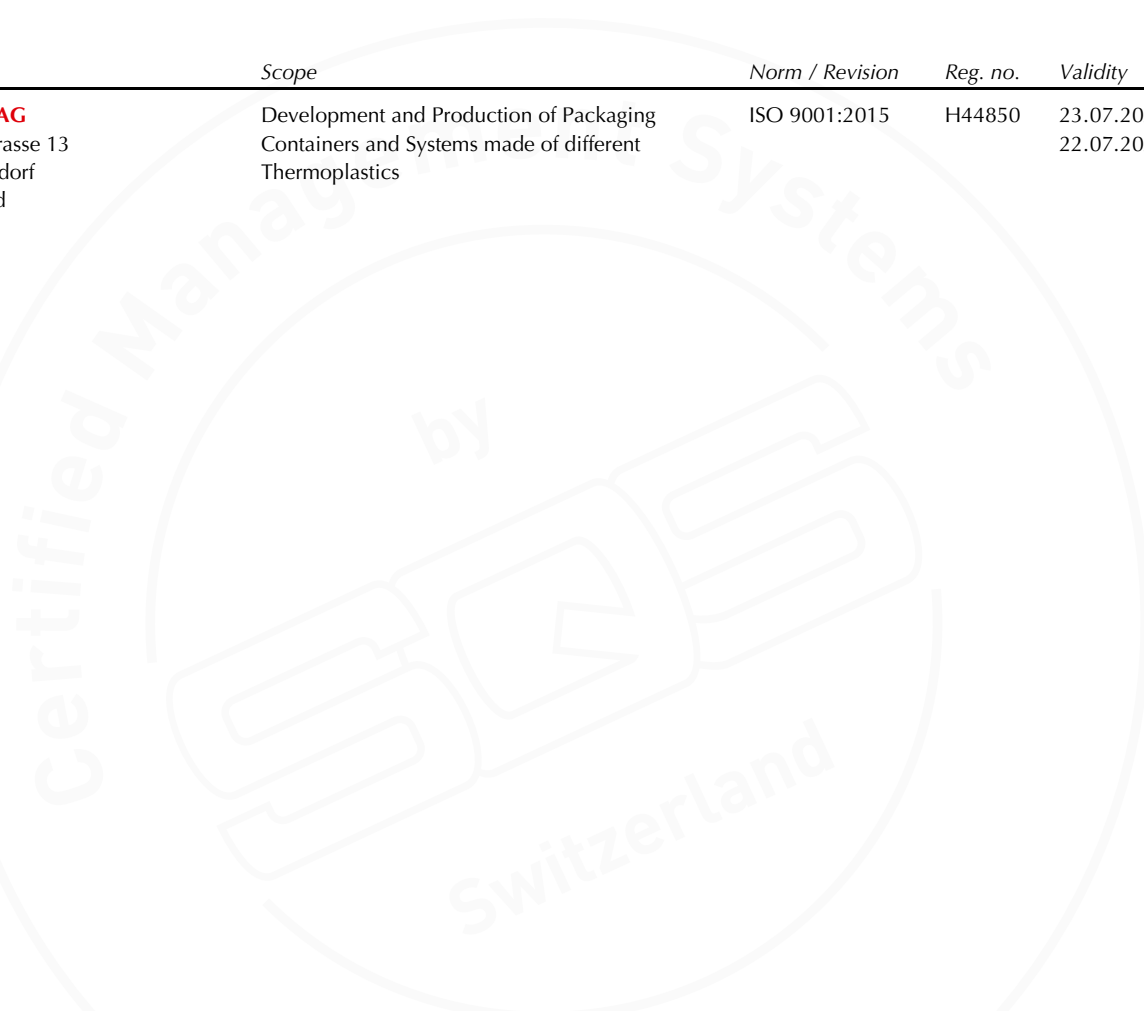 Scope Norm / Revision Reg. no. Validity
AG Development and Production of Packaging ISO 9001:2015 H44850 23.07.20
rasse 13 Containers and Systems made of different 22.07.20
dorf Thermoplastics
d
Certified Management Systems
by
SQS
Switzerland